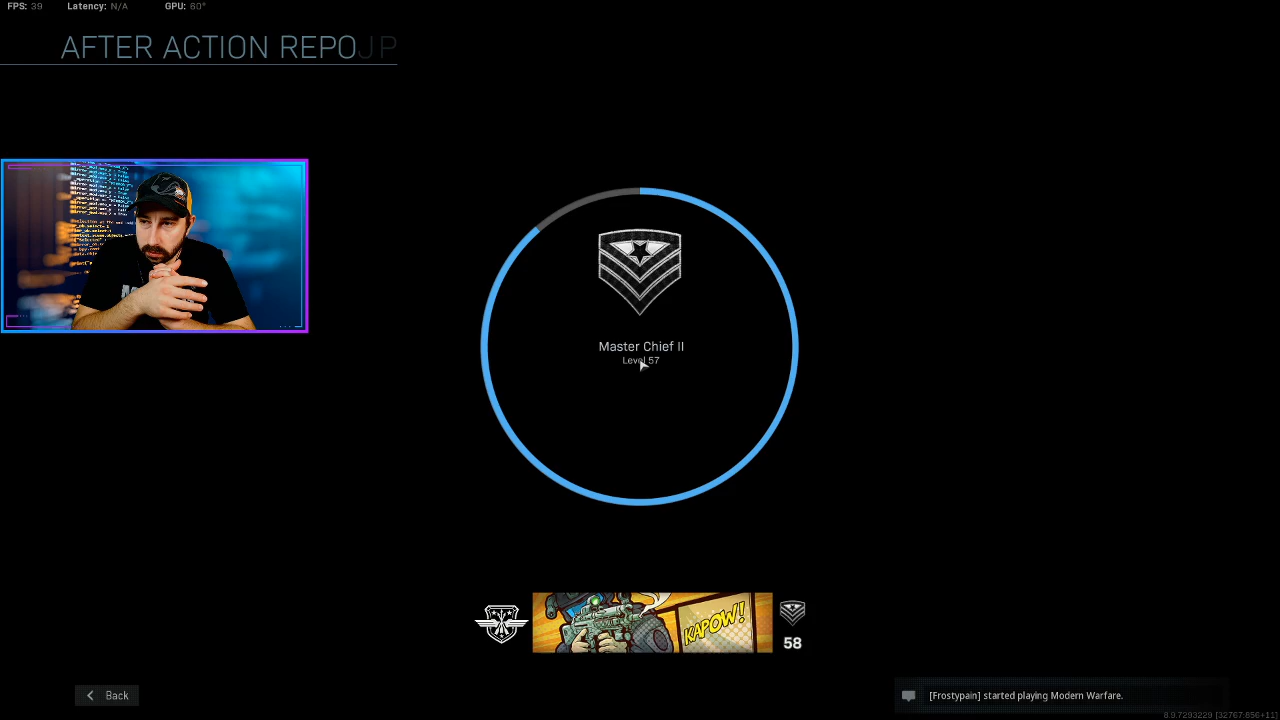 FPS: 39 Latency: N/A GPU: 60°
AFTER ACTION REPO
Master Chief II
Level 57
KAPOW!
58
Back
[Frostypain] started playing Modern Warfare.